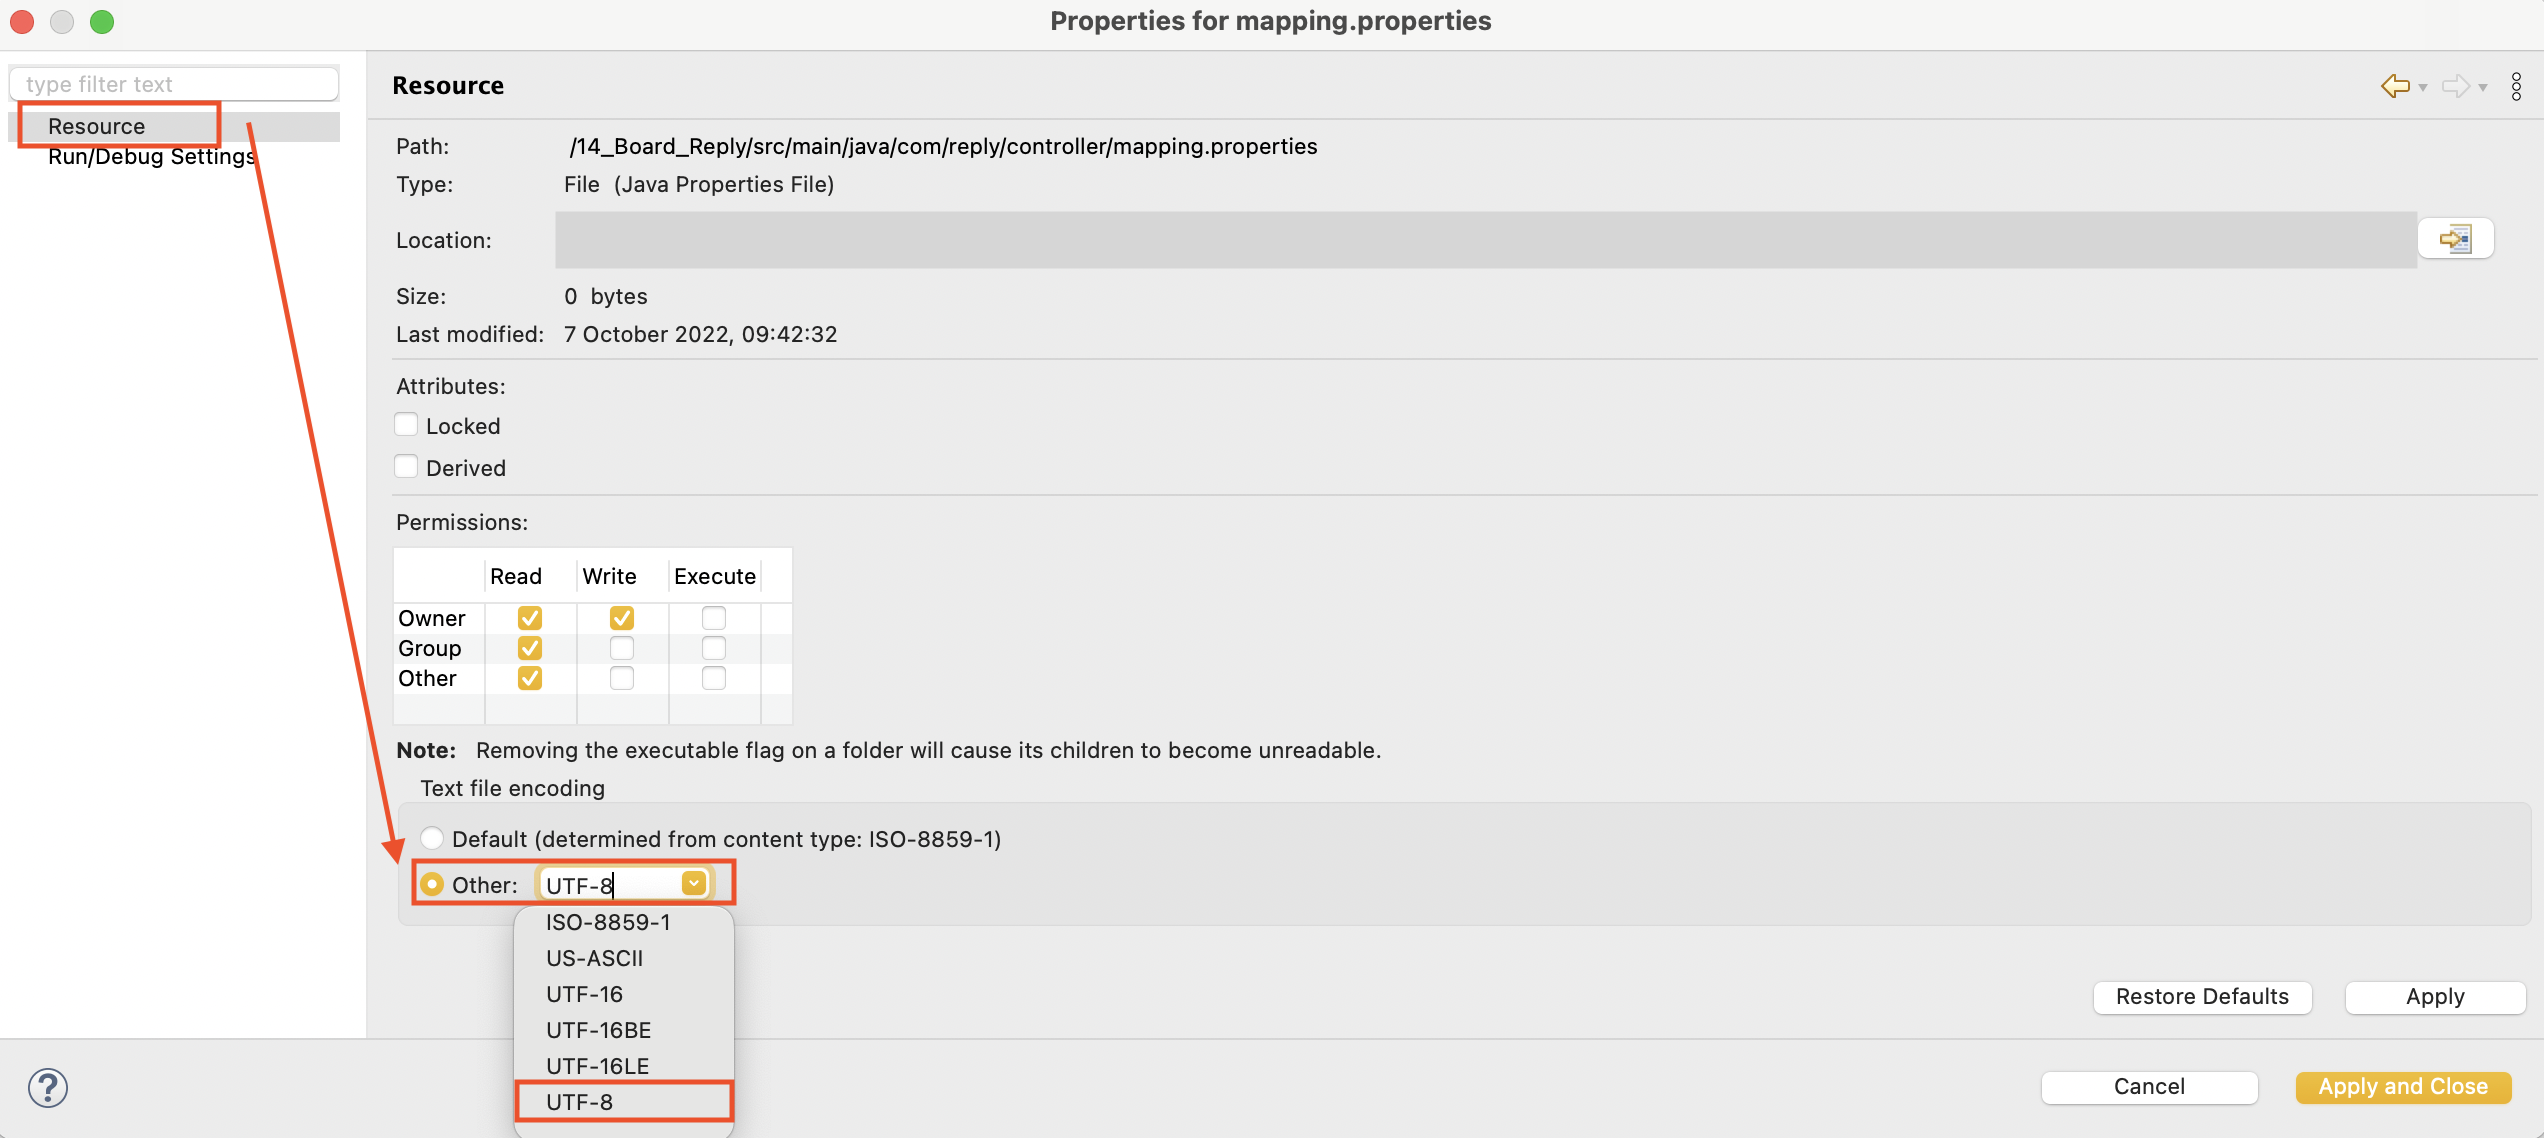 Properties for mapping.properties
type filter text
Resource
Run/Debug Settings
Resource
Path: /14_Board_Reply/src/main/java/com/reply/controller/mapping.properties
Type: File (Java Properties File)
Location:
Size: 0 bytes
Last modified: 7 October 2022, 09:42:32
Attributes:
Locked
Derived
Permissions:
Read Write Execute
Owner
Group
Other
Note: Removing the executable flag on a folder will cause its children to become unreadable.
Text file encoding
Default (determined from content type: ISO-8859-1)
Other: UTF-8
ISO-8859-1
US-ASCII
UTF-16
UTF-16BE
UTF-16LE
UTF-8
Restore Defaults Apply
? Cancel Apply and Close